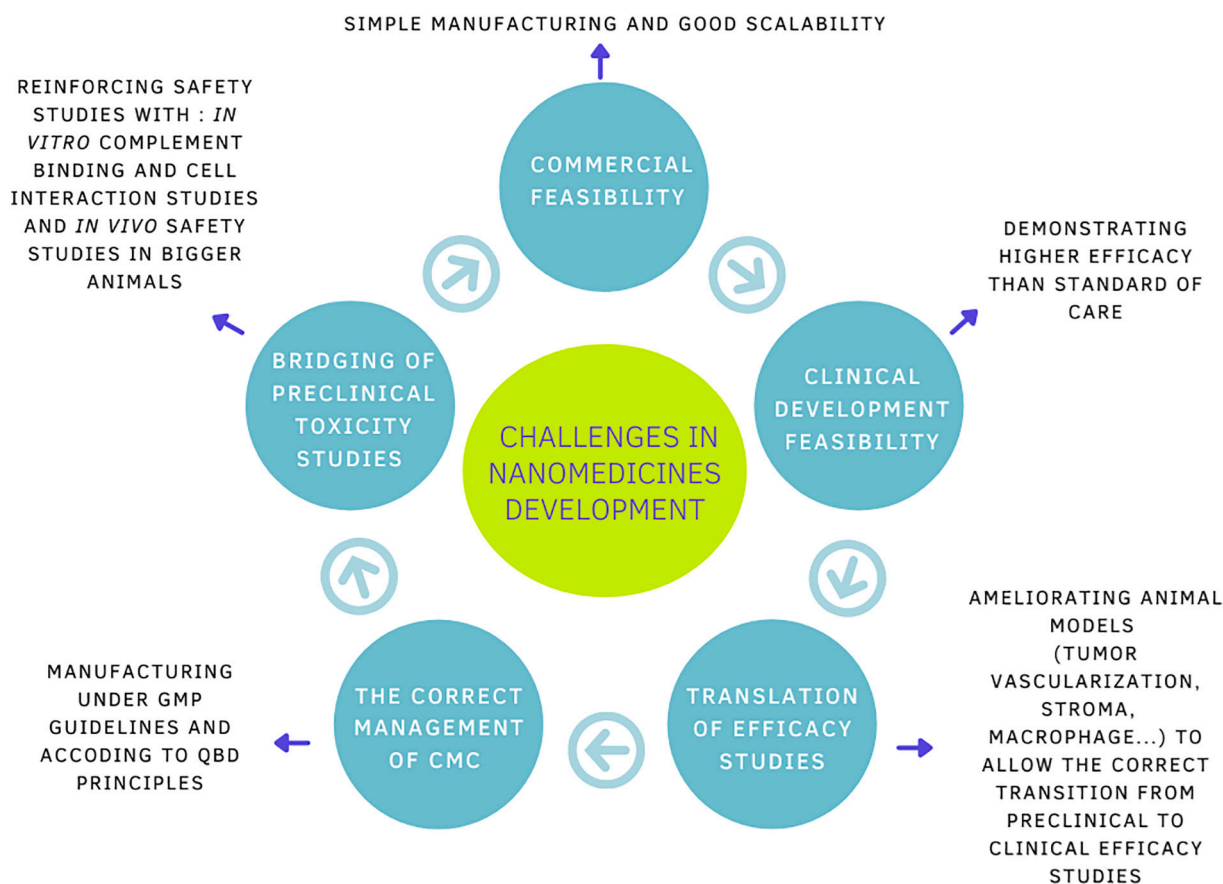 SIMPLE MANUFACTURING AND GOOD SCALABILITY
COMMERCIAL
FEASIBILITY
DEMONSTRATING
HIGHER EFFICACY
THAN STANDARD OF
CARE
CLINICAL
DEVELOPMENT
FEASIBILITY
AMELIORATING ANIMAL
MODELS
(TUMOR
VASCULARIZATION,
STROMA,
MACROPHAGE...) TO
ALLOW THE CORRECT
TRANSITION FROM
PRECLINICAL TO
CLINICAL EFFICACY
STUDIES
TRANSLATION
OF EFFICACY
STUDIES
THE CORRECT
MANAGEMENT
OF CMC
MANUFACTURING
UNDER GMP
GUIDELINES AND
ACCODING TO QBD
PRINCIPLES
BRIDGING OF
PRECLINICAL
TOXICITY
STUDIES
REINFORCING SAFETY
STUDIES WITH : IN
VITRO COMPLEMENT
BINDING AND CELL
INTERACTION STUDIES
AND IN VIVO SAFETY
STUDIES IN BIGGER
ANIMALS
CHALLENGES IN
NANOMEDICINES
DEVELOPMENT